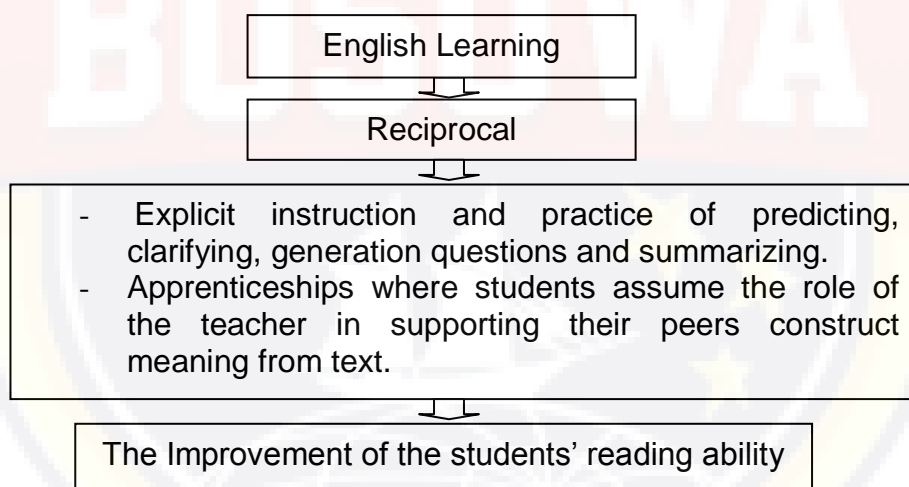 BOSOWA
English Learning
Reciprocal
- Explicit instruction and practice of predicting,
clarifying, generation questions and summarizing.
- Apprenticeships where students assume the role of
the teacher in supporting their peers construct
meaning from text.
The Improvement of the students’ reading ability